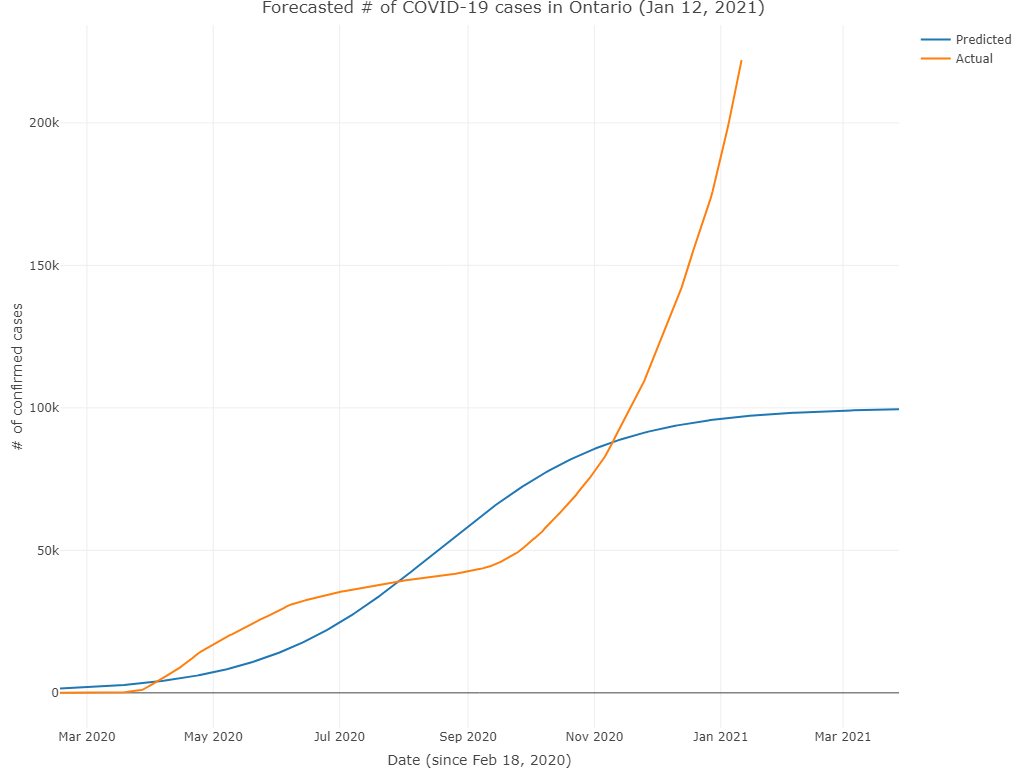 Forecasted # of COVID-19 cases in Ontario (Jan 12, 2021)
Predicted
Actual
200k
150k
100k
50k
0
# of confirmed cases
Mar 2020
May 2020
Jul 2020
Sep 2020
Nov 2020
Jan 2021
Mar 2021
Date (since Feb 18, 2020)